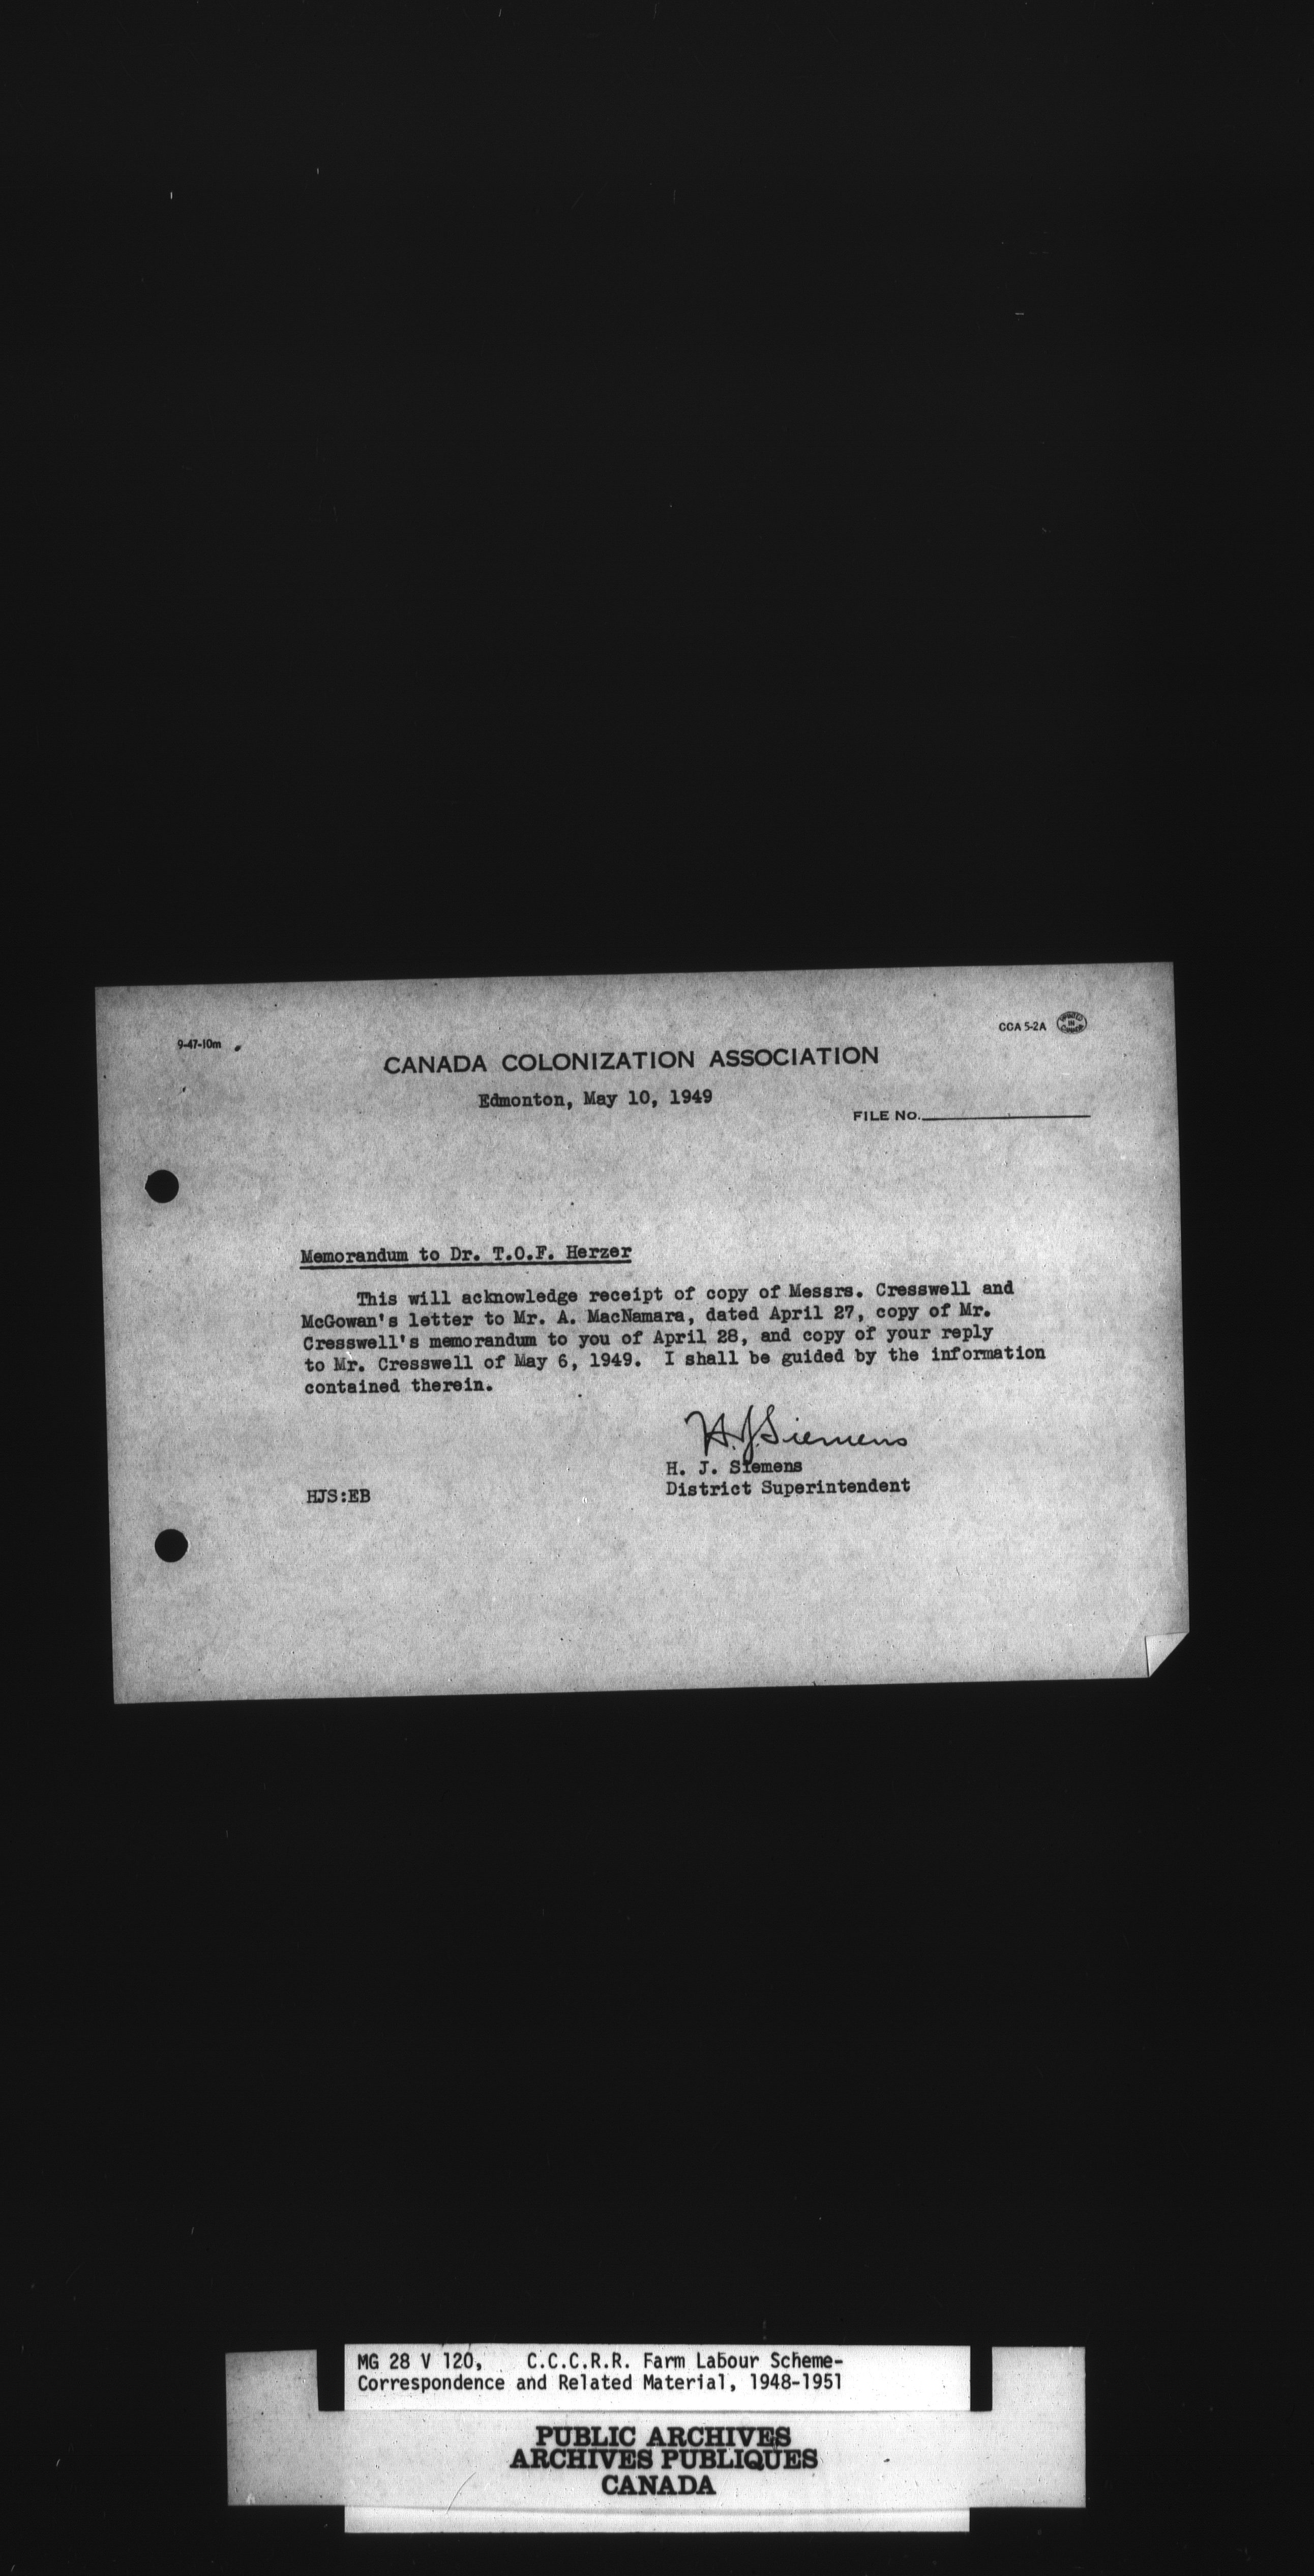 9-47-10m
CCA 5-2A
PRINTED IN CANADA
CANADA COLONIZATION ASSOCIATION
Edmonton, May 10, 1949
FILE No.
Memorandum to Dr. T.O.F. Herzer
This will acknowledge receipt of copy of Messrs. Cresswell and
McGowan's letter to Mr. A. MacNamara, dated April 27, copy of Mr.
Cresswell's memorandum to you of April 28, and copy of your reply
to Mr. Cresswell of May 6, 1949. I shall be guided by the information
contained therein.
H.J. Siemens
H. J. Siemens
District Superintendent
HJS:EB
MG 28 V 120, C.C.C.R.R. Farm Labour Scheme-
Correspondence and Related Material, 1948-1951
PUBLIC ARCHIVES
ARCHIVES PUBLIQUES
CANADA